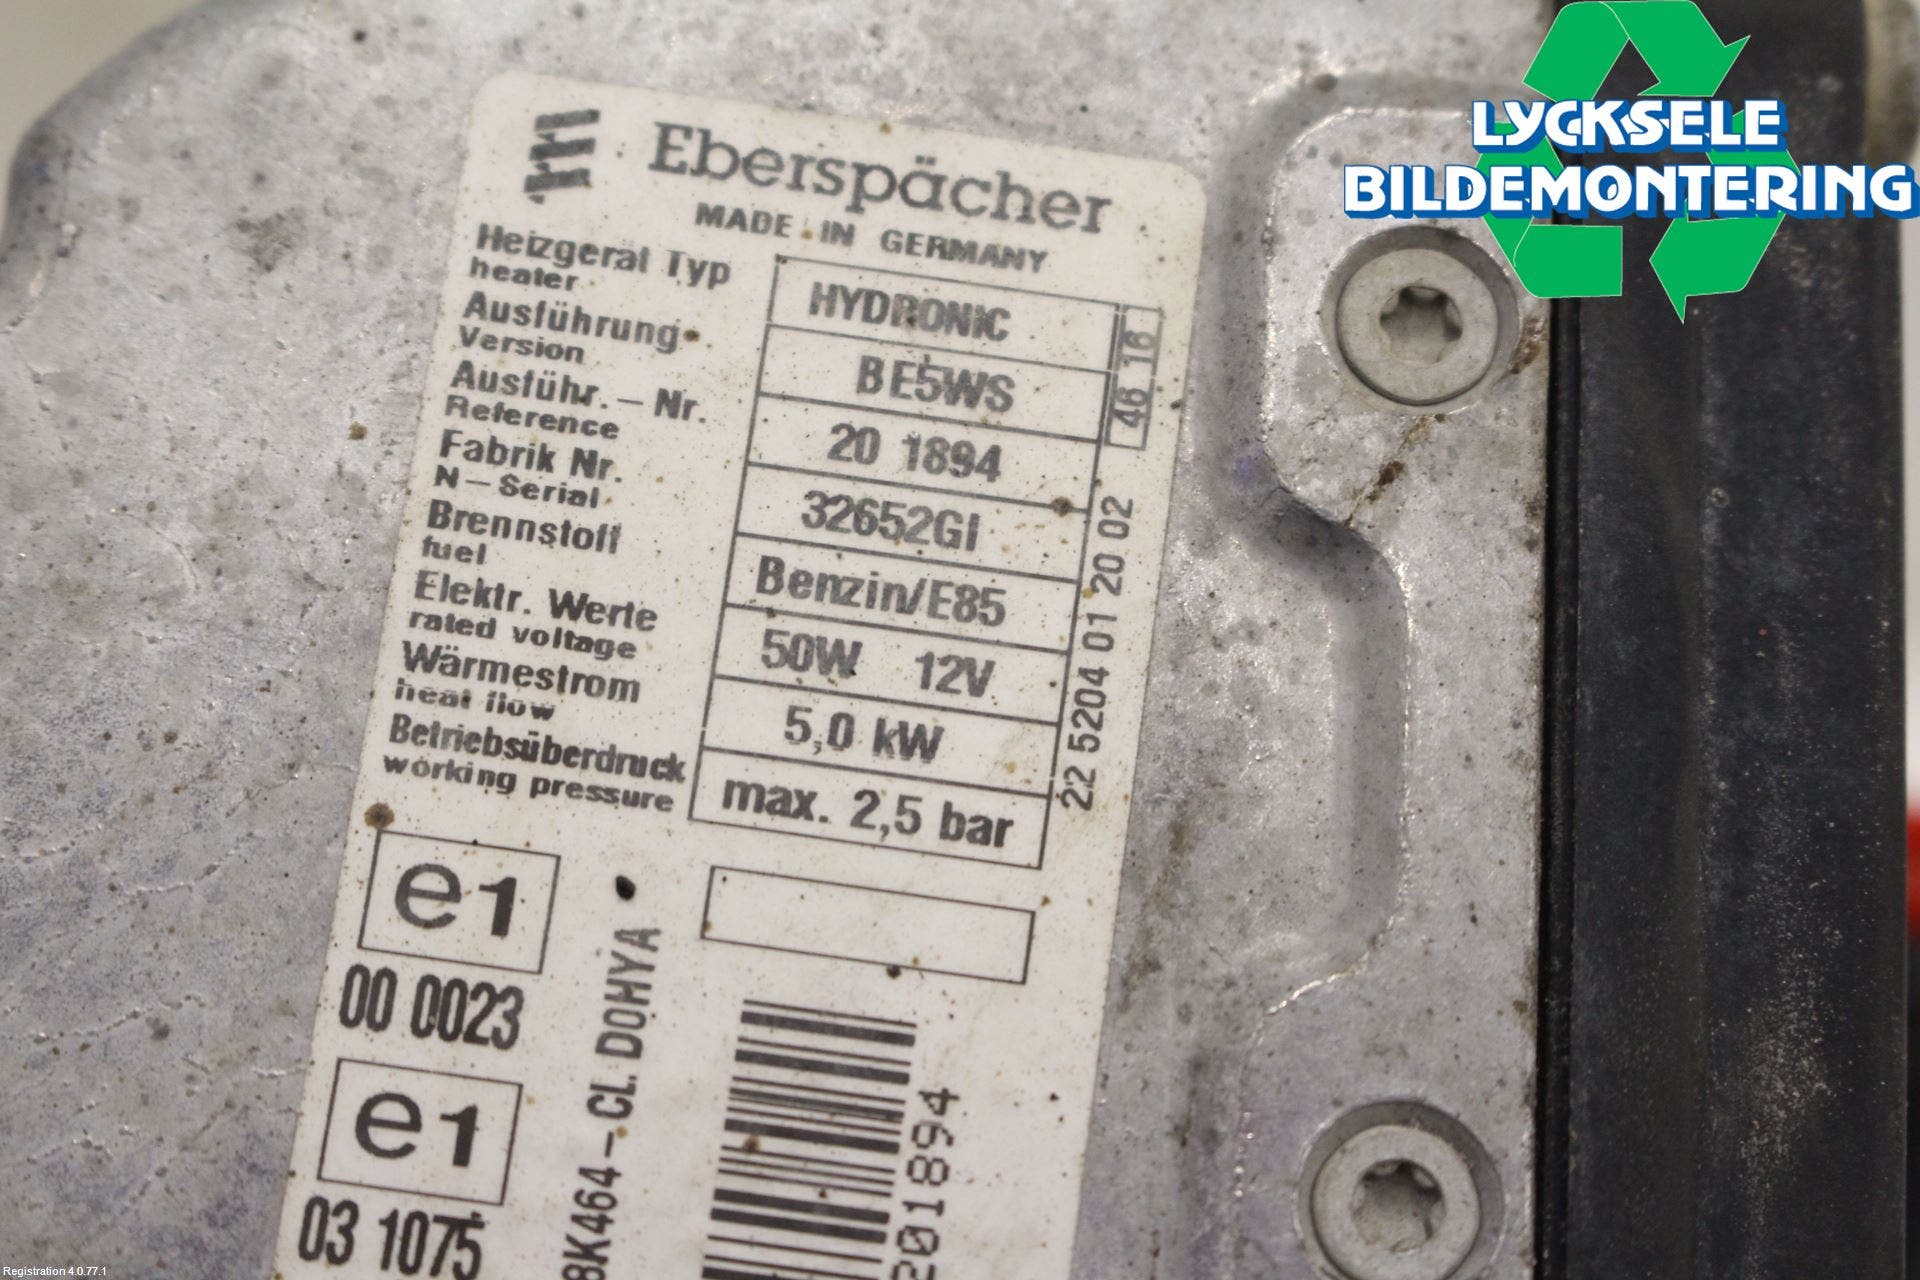 LYCKSELE
BILDEMONTERING
Eberspächer
MADE IN GERMANY
Heizgerät Typ HYDRONIC
heater
Ausführung BE5WS
Version
Ausführ. – Nr. 20 1894
Reference
Fabrik Nr. 32652GI
N – Serial
Brennstoff Benzin/E85
fuel
Elektr. Werte 50W 12V
rated voltage
Wärmestrom 5,0 kW
heat flow
Betriebsüberdruck max. 2,5 bar
working pressure
46 16
22 5204 01 20 02
e1
00 0023
e1
03 1075
8K464 – CL. DOHYA
201894
Registration 4.0.77.1